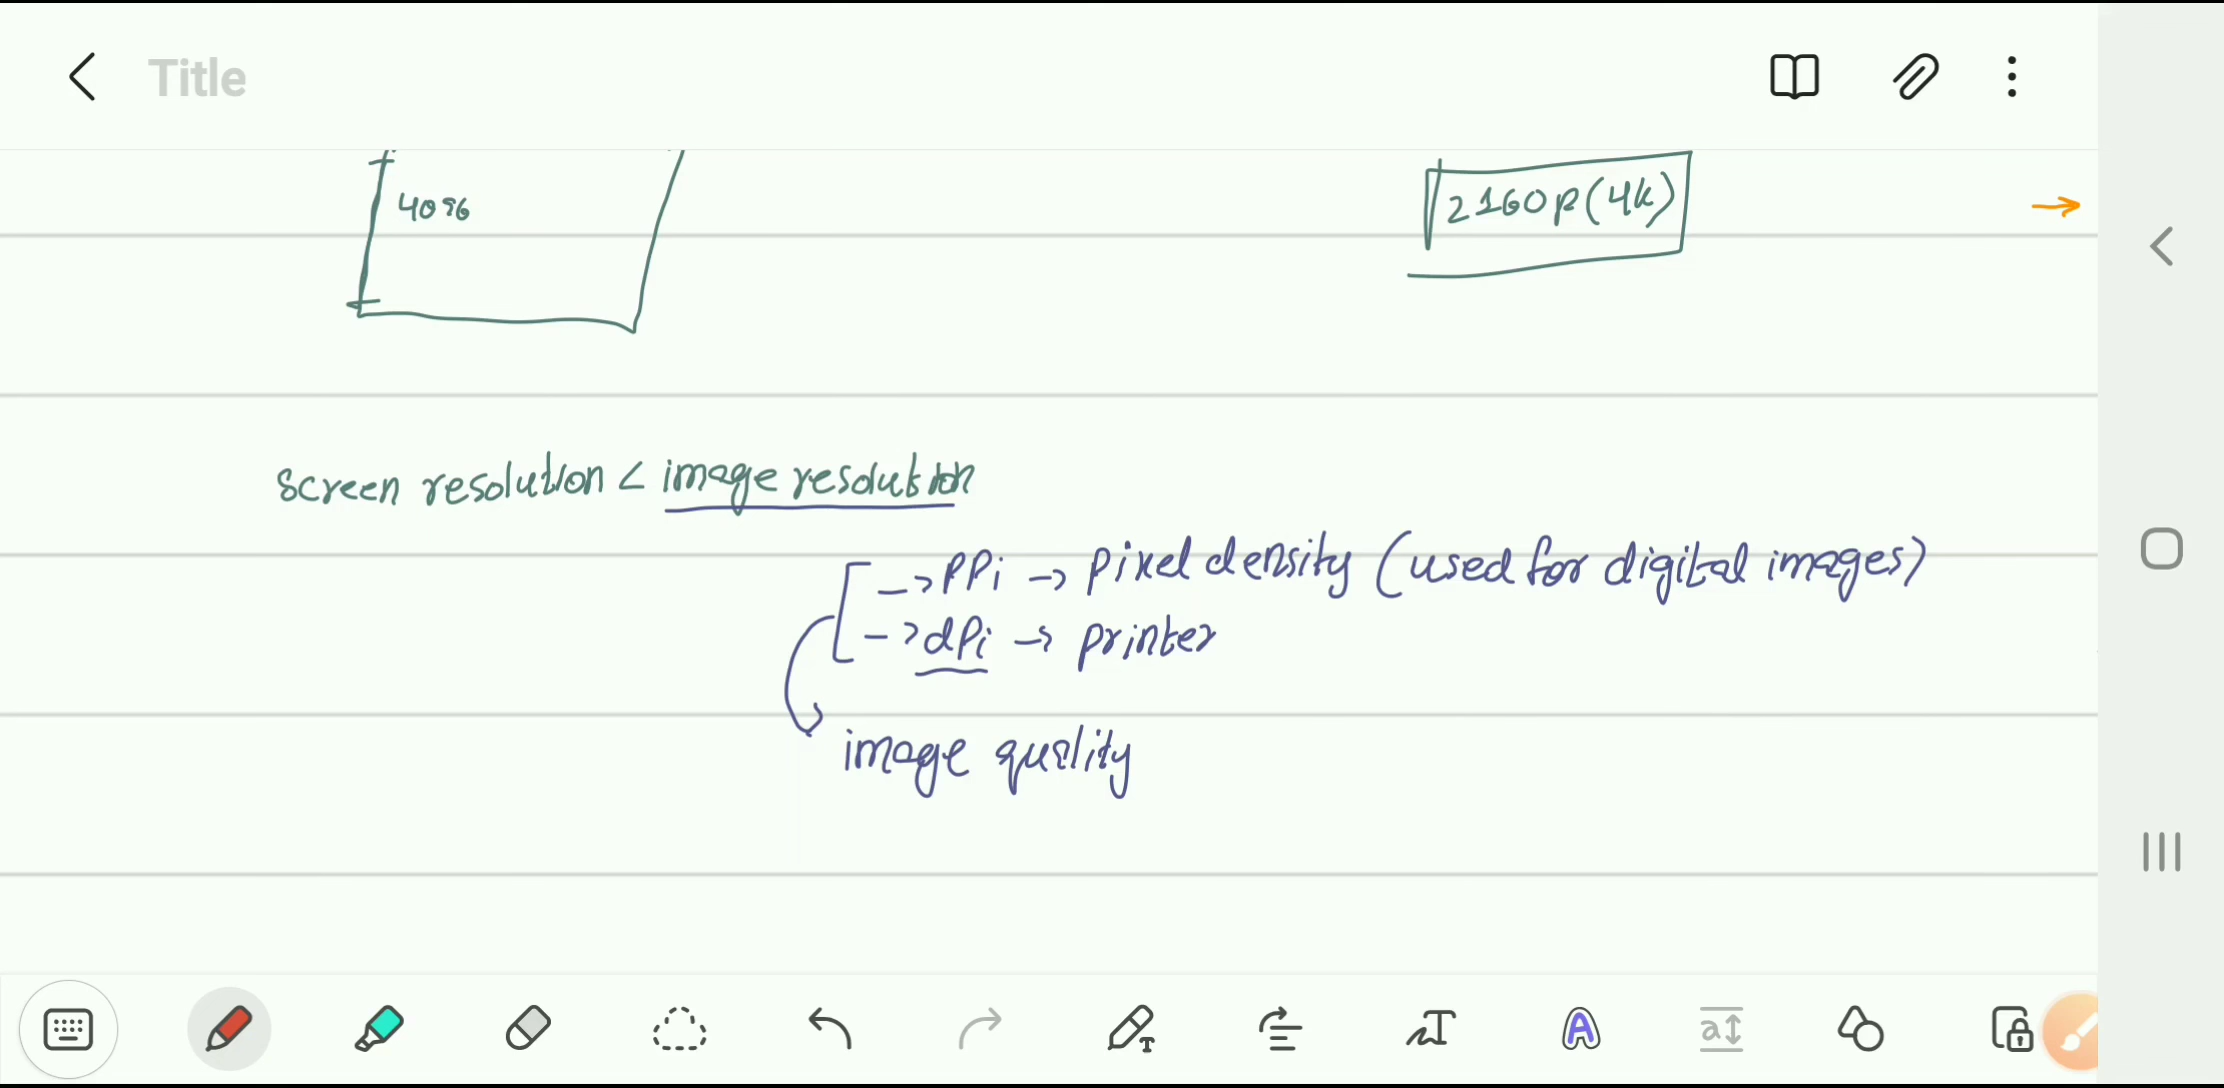 Title
4096
2160p(4k)
→
screen resolution < image resolution
→ PPi → Pixel density (used for digital images)
→ dPi → printer
image quality
T
T
A
a